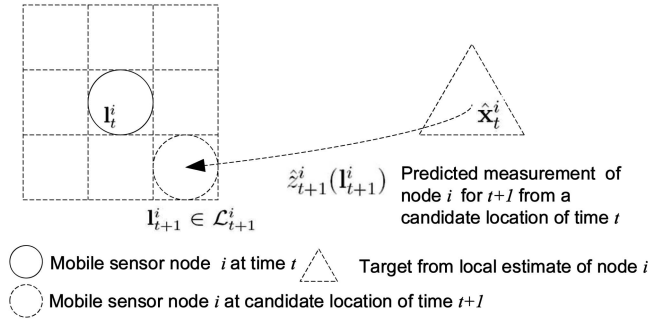 l_t^i
x̂_t^i
ẑ_{t+1}^i(l_{t+1}^i)
Predicted measurement of
node i for t+1 from a
candidate location of time t
l_{t+1}^i ∈ ℒ_{t+1}^i
Mobile sensor node i at time t
Target from local estimate of node i
Mobile sensor node i at candidate location of time t+1